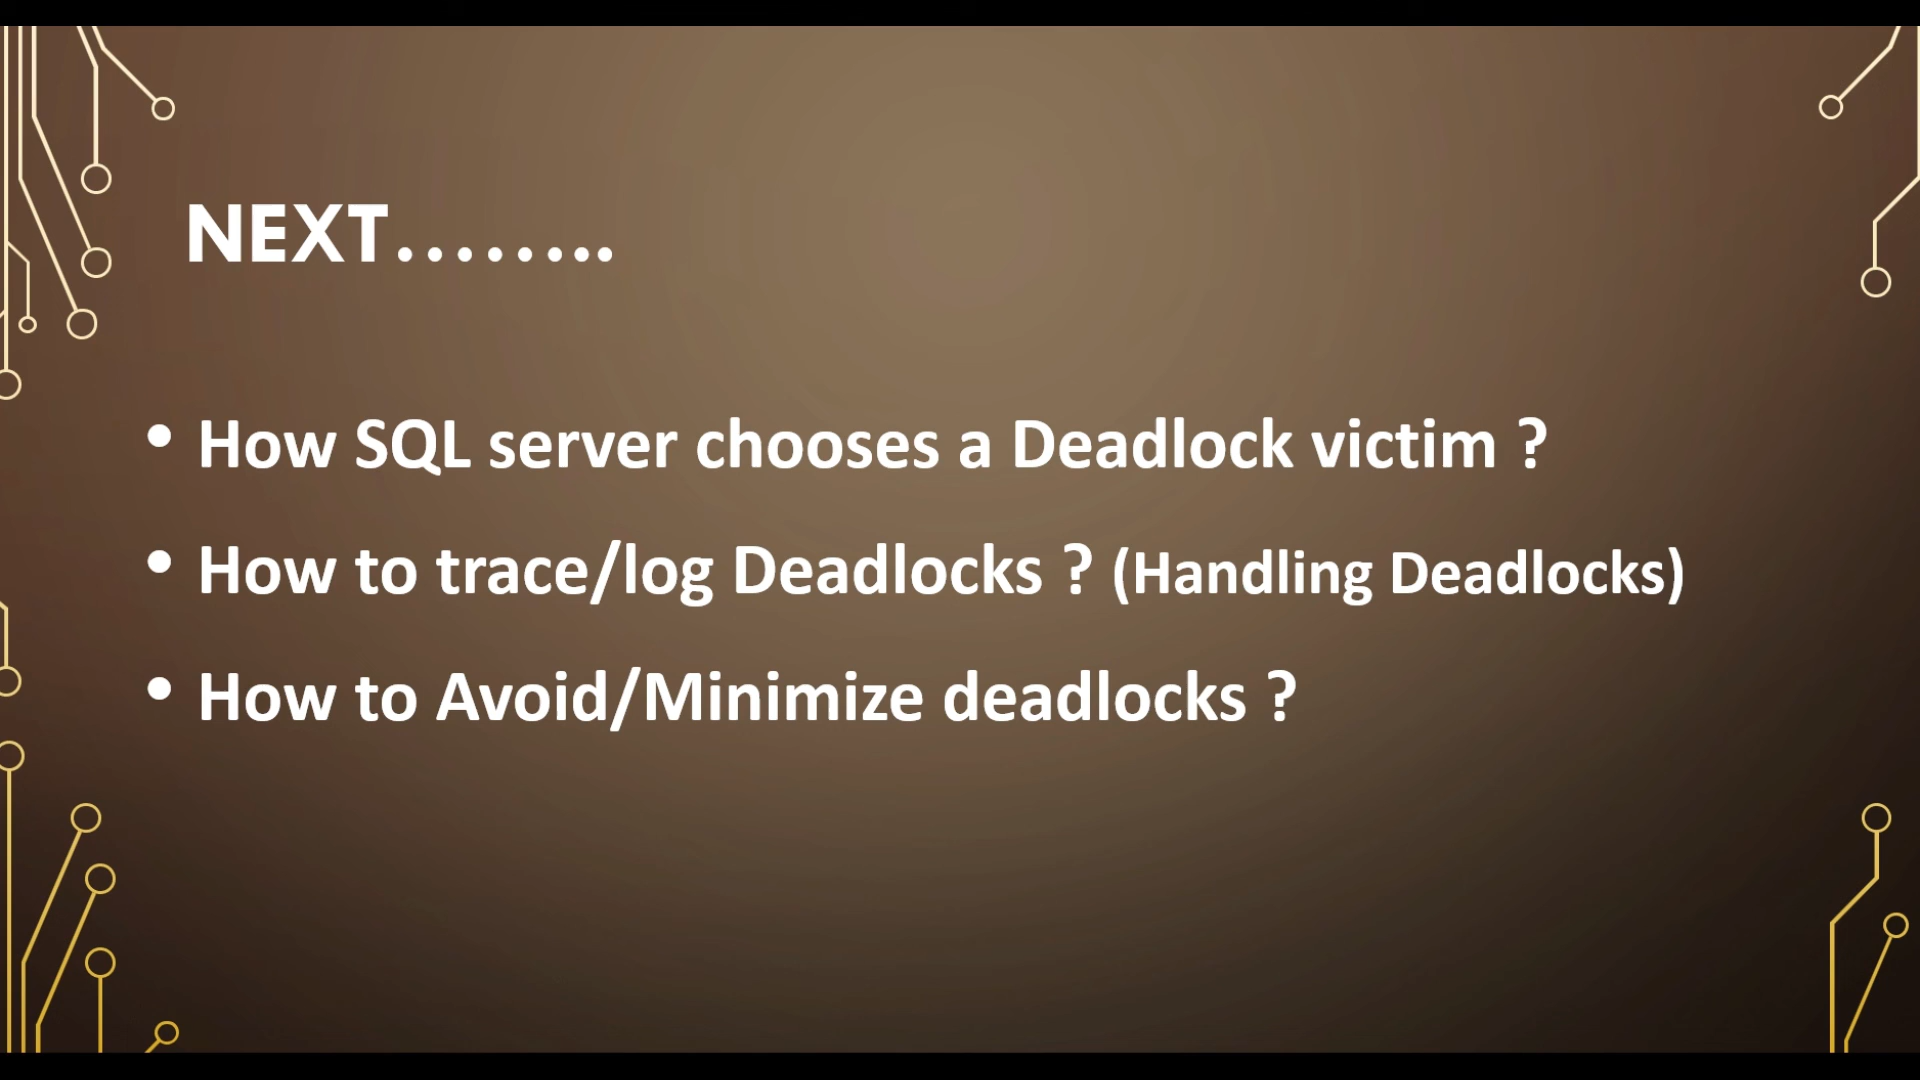 NEXT……..
• How SQL server chooses a Deadlock victim ?
• How to trace/log Deadlocks ? (Handling Deadlocks)
• How to Avoid/Minimize deadlocks ?